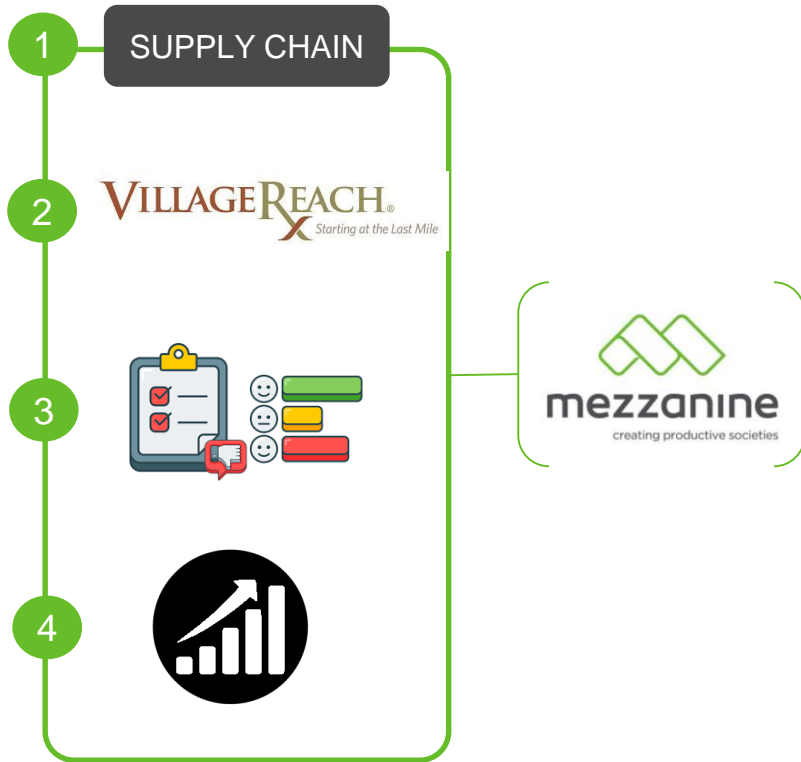 1
SUPPLY CHAIN
2
VILLAGEREACH®
Starting at the Last Mile
3
4
mezzanine
creating productive societies